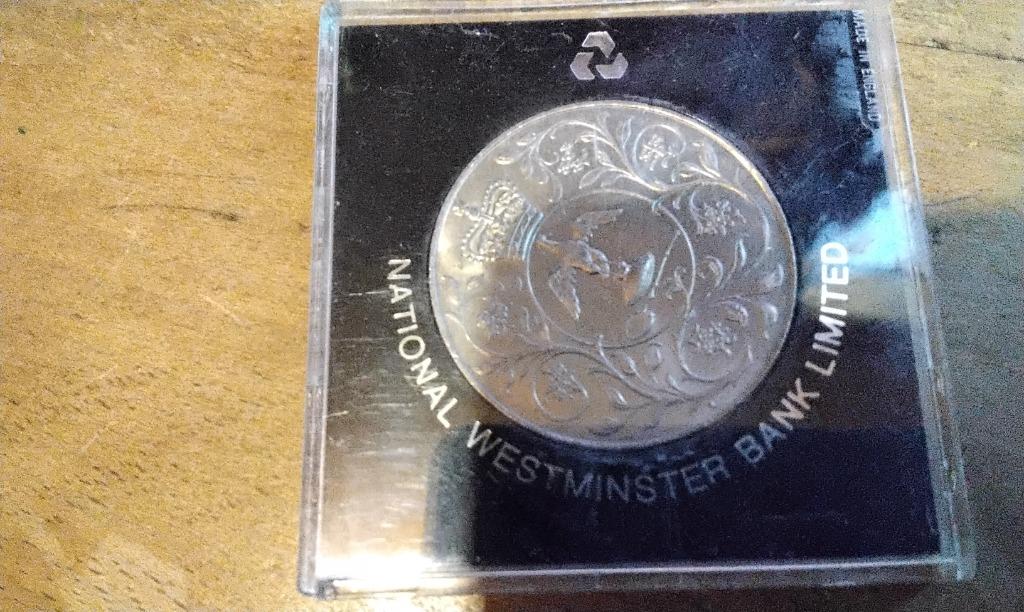 MADE IN ENGLAND
NATIONAL WESTMINSTER BANK LIMITED